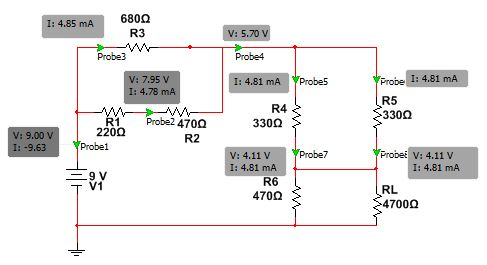 I: 4.85 mA
680Ω
R3
Probe3
V: 5.70 V
Probe4
V: 7.95 V
I: 4.78 mA
I: 4.81 mA
Probe5
I: 4.81 mA
R1
220Ω
Probe2
470Ω
R2
R4
330Ω
R5
330Ω
V: 9.00 V
I: -9.63
Probe1
V: 4.11 V
I: 4.81 mA
Probe7
V: 4.11 V
I: 4.81 mA
9 V
V1
R6
470Ω
RL
4700Ω